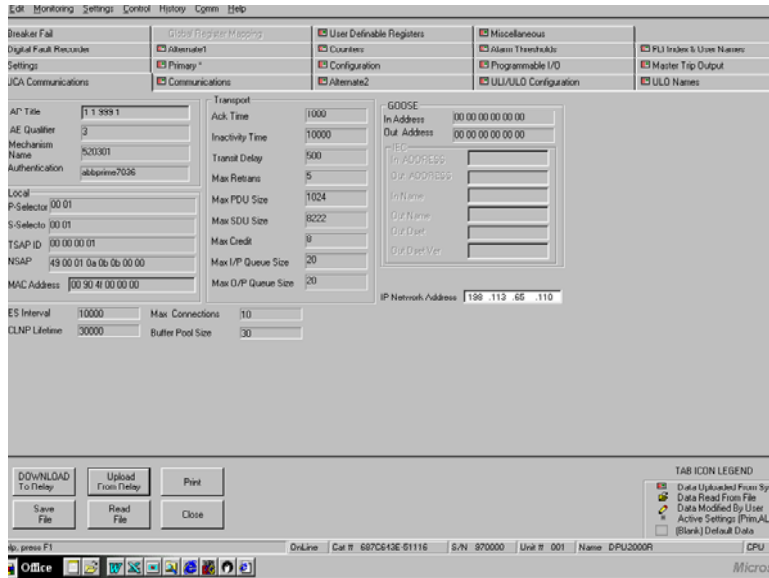 Edit Monitoring Settings Control History Comm Help
Breaker Fail Global Register Mapping User Definable Registers Miscellaneous
Digital Fault Recorder Alternate1 Counters Alarm Thresholds FLI Index & User Names
Settings Primary * Configuration Programmable I/O Master Trip Output
UCA Communications Communications Alternate2 ULI/ULO Configuration ULO Names
AP Title 1 1 999 1
AE Qualifier 3
Mechanism Name 520301
Authentication abbprime7036
Local
P-Selector 00 01
S-Selecto 00 01
TSAP ID 00 00 00 01
NSAP 49 00 01 0a 0b 0b 00 00
MAC Address 00 90 4f 00 00 00
Transport
Ack Time 1000
Inactivity Time 10000
Transit Delay 500
Max Retrans 5
Max PDU Size 1024
Max SDU Size 8222
Max Credit 8
Max I/P Queue Size 20
Max O/P Queue Size 20
GOOSE
In Address 00 00 00 00 00 00
Out Address 00 00 00 00 00 00
IEC
In ADDRESS
Out ADDRESS
In Name
Out Name
Out Dset
Out Dset Ver
IP Network Address .113 .65 .110
ES Interval 10000 Max Connections 10
CLNP Lifetime 30000 Buffer Pool Size 30
DOWNLOAD To Relay
Upload From Relay
Print
Save File
Read File
Close
TAB ICON LEGEND
Data Uploaded From Sy
Data Read From File
Data Modified By User
* Active Settings (Prim,AL
(Blank) Default Data
lp, press F1 OnLine Cat # 687C643E-51116 S/N 970000 Unit # 001 Name DPU2000R CPU
Office Micros